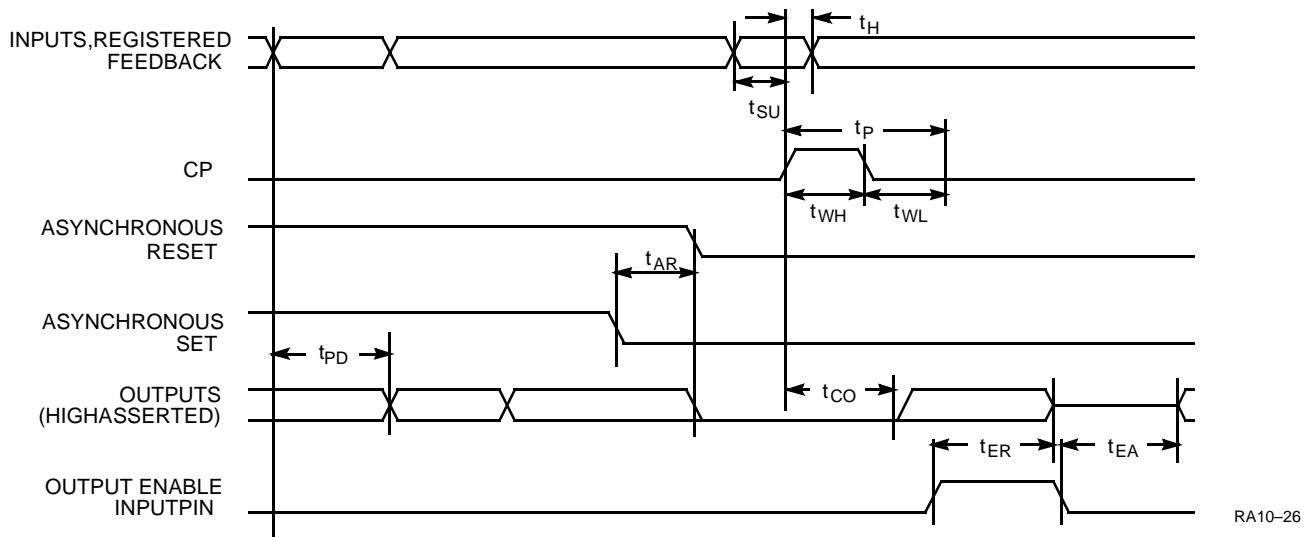 INPUTS,REGISTERED
FEEDBACK
tH
tSU
tP
CP
tWH
tWL
ASYNCHRONOUS
RESET
tAR
ASYNCHRONOUS
SET
tPD
OUTPUTS
(HIGHASSERTED)
tCO
tER
tEA
OUTPUT ENABLE
INPUTPIN
RA10–26